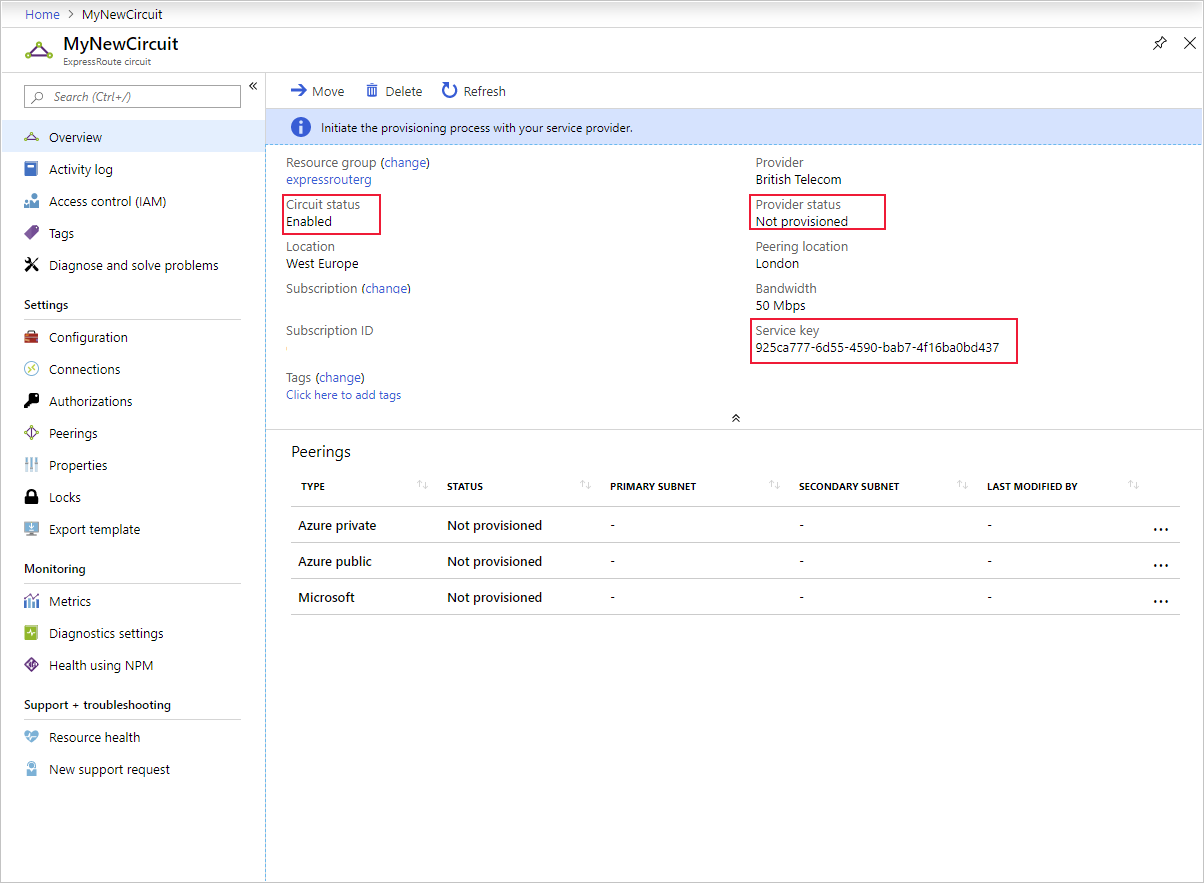 Home > MyNewCircuit
MyNewCircuit
ExpressRoute circuit
Search (Ctrl+/)
Overview
Activity log
Access control (IAM)
Tags
Diagnose and solve problems
Settings
Configuration
Connections
Authorizations
Peerings
Properties
Locks
Export template
Monitoring
Metrics
Diagnostics settings
Health using NPM
Support + troubleshooting
Resource health
New support request
Move Delete Refresh
Initiate the provisioning process with your service provider.
Resource group (change)
expressrouterg
Circuit status
Enabled
Location
West Europe
Subscription (change)
Subscription ID
Tags (change)
Click here to add tags
Provider
British Telecom
Provider status
Not provisioned
Peering location
London
Bandwidth
50 Mbps
Service key
925ca777-6d55-4590-bab7-4f16ba0bd437
Peerings
TYPE STATUS PRIMARY SUBNET SECONDARY SUBNET LAST MODIFIED BY
Azure private Not provisioned - - - ...
Azure public Not provisioned - - - ...
Microsoft Not provisioned - - - ...